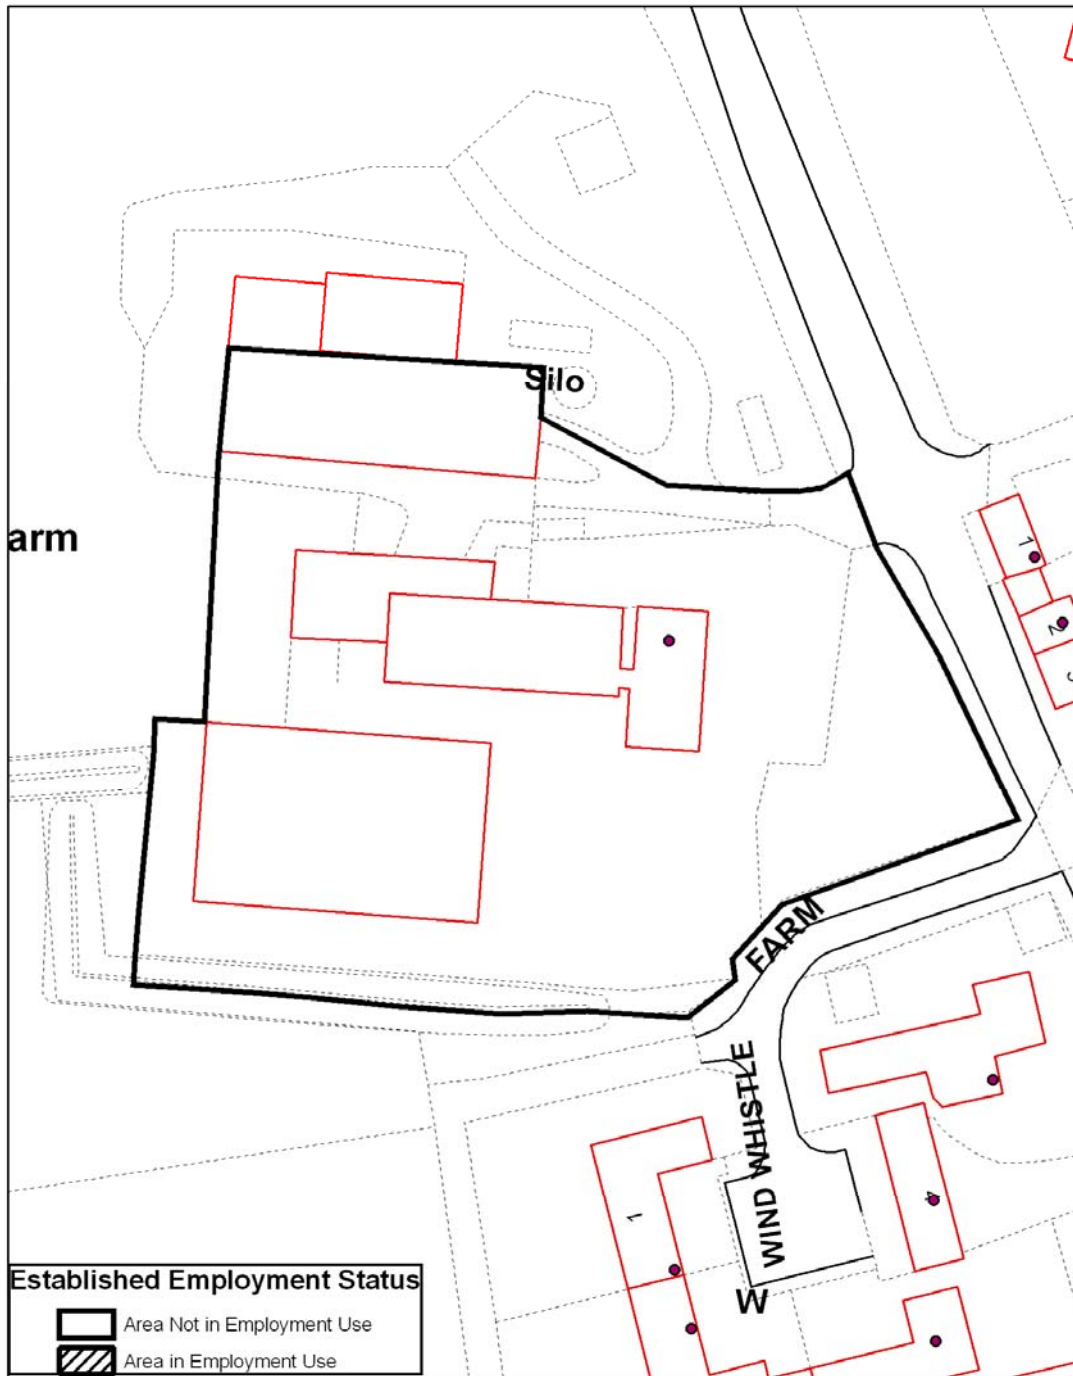 Silo
arm
1
2
3
FARM
WIND WHISTLE
1
4
W
Established Employment Status
Area Not in Employment Use
Area in Employment Use